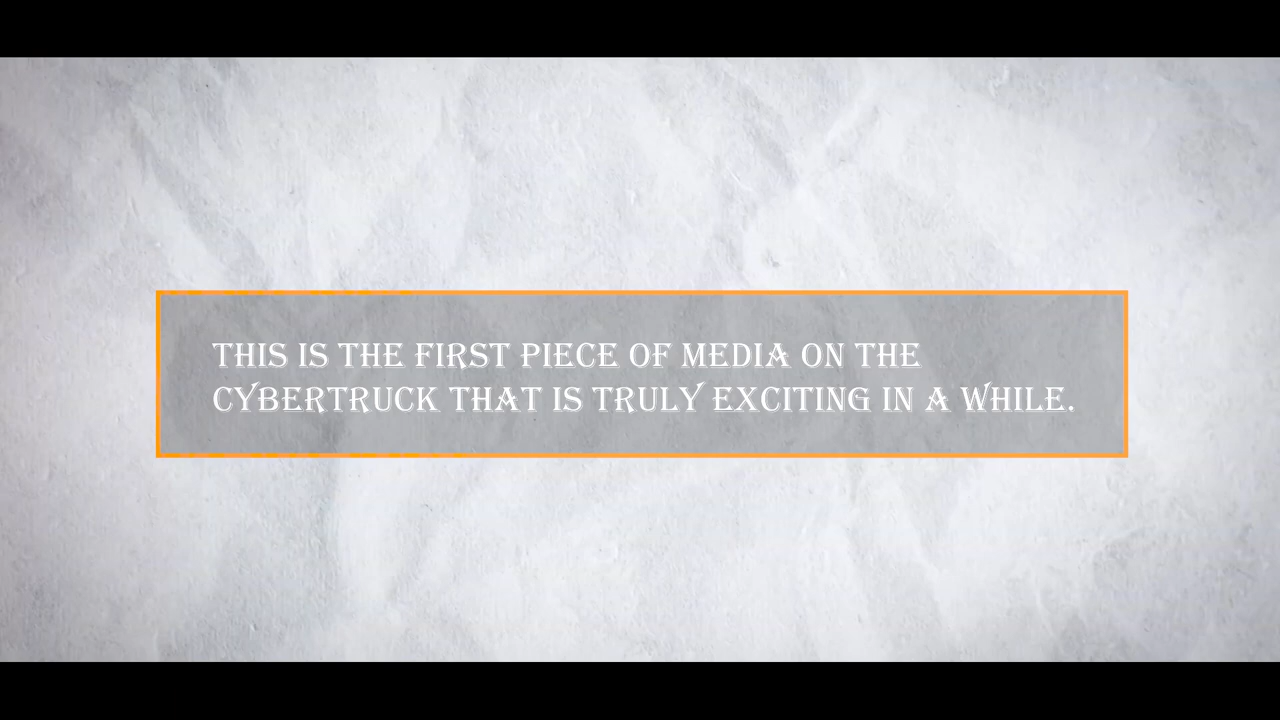 THIS IS THE FIRST PIECE OF MEDIA ON THE
CYBERTRUCK THAT IS TRULY EXCITING IN A WHILE.